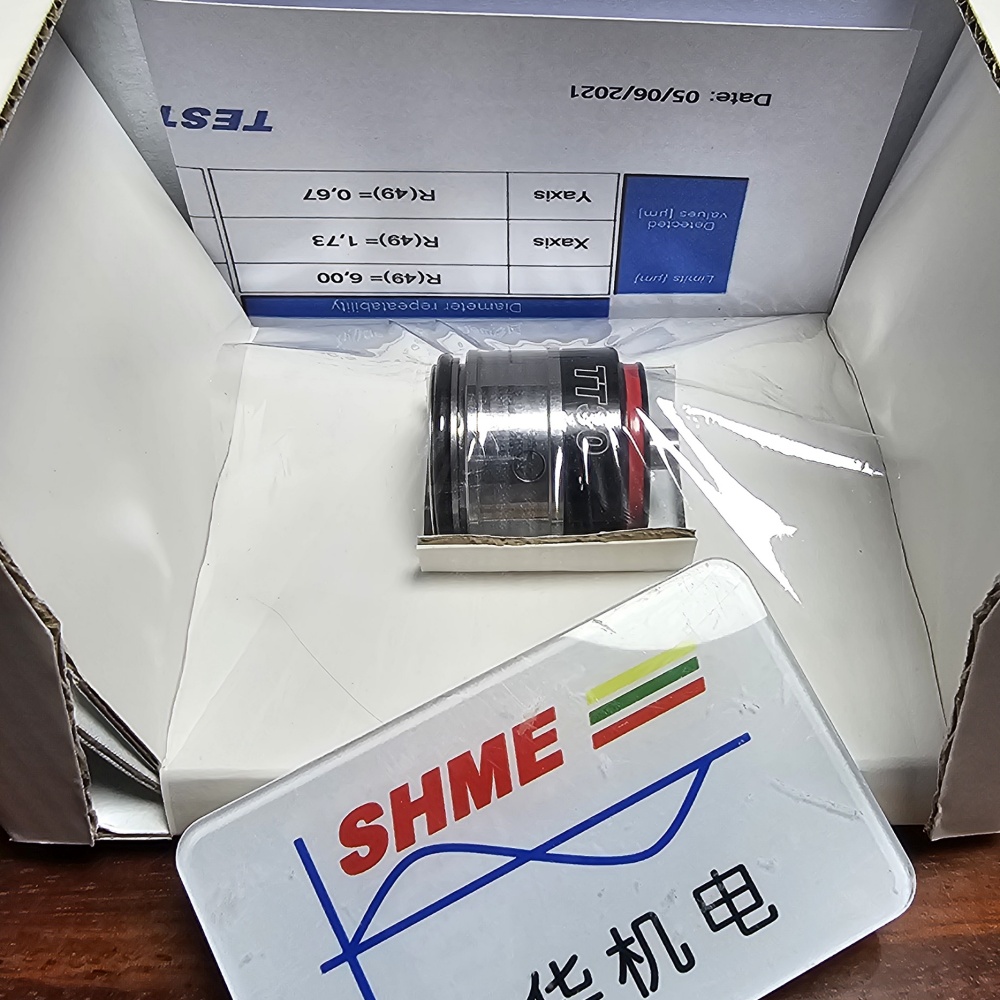 Date: 05/06/2021
TEST
Diameter repeatability
Limits [µm]
R(49)= 6,00
Detected
values [µm]
Xaxis
R(49)= 1,73
Yaxis
R(49)= 0,67
SHME
华机电